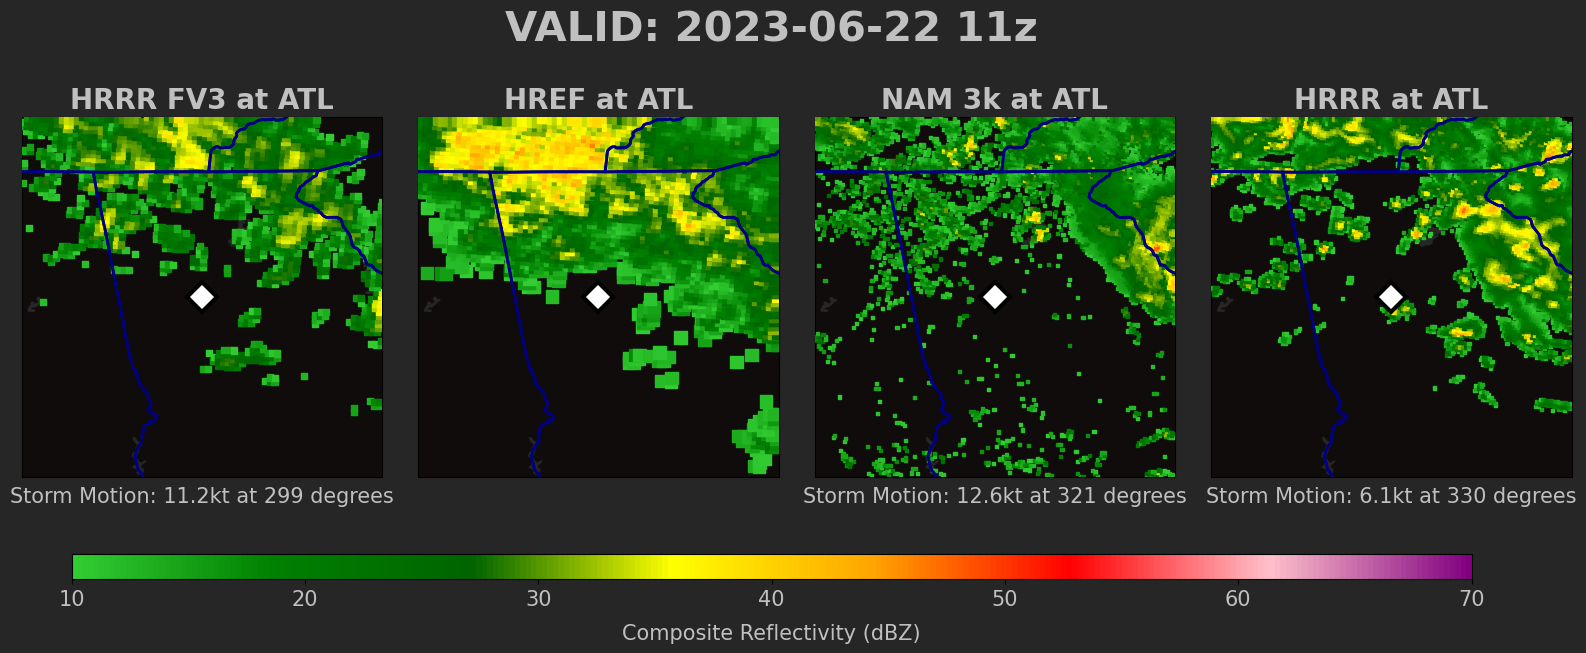 VALID: 2023-06-22 11z
HRRR FV3 at ATL
HREF at ATL
NAM 3k at ATL
HRRR at ATL
Storm Motion: 11.2kt at 299 degrees
Storm Motion: 12.6kt at 321 degrees
Storm Motion: 6.1kt at 330 degrees
10 20 30 40 50 60 70
Composite Reflectivity (dBZ)